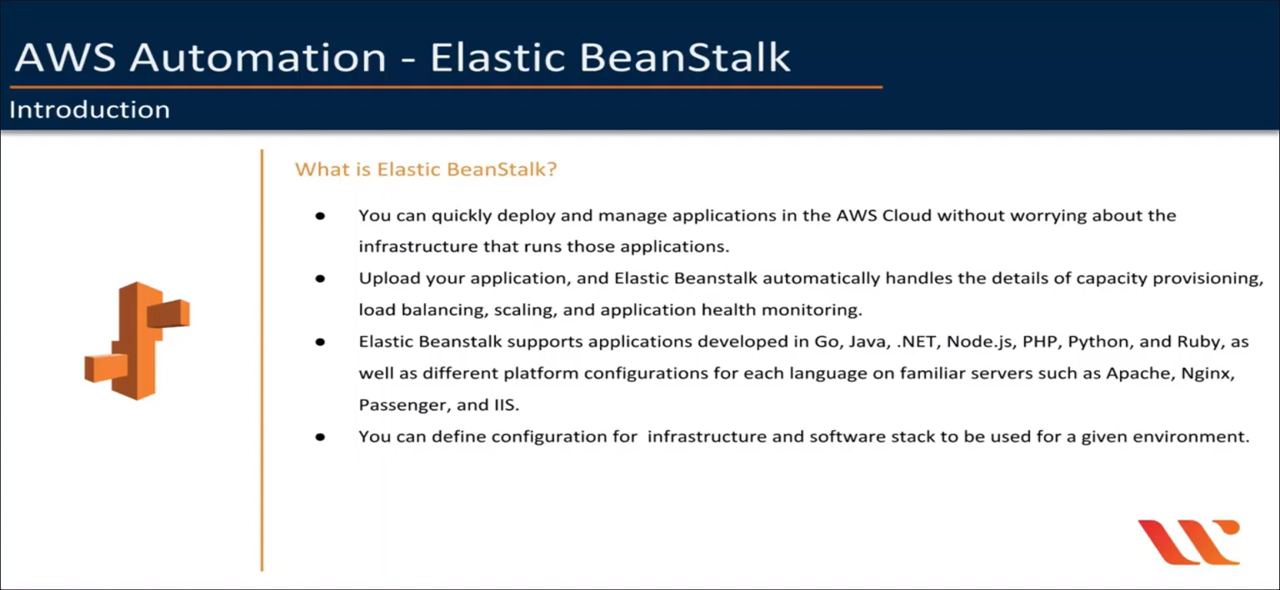 AWS Automation - Elastic BeanStalk
Introduction
What is Elastic BeanStalk?
● You can quickly deploy and manage applications in the AWS Cloud without worrying about the
infrastructure that runs those applications.
● Upload your application, and Elastic Beanstalk automatically handles the details of capacity provisioning,
load balancing, scaling, and application health monitoring.
● Elastic Beanstalk supports applications developed in Go, Java, .NET, Node.js, PHP, Python, and Ruby, as
well as different platform configurations for each language on familiar servers such as Apache, Nginx,
Passenger, and IIS.
● You can define configuration for  infrastructure and software stack to be used for a given environment.